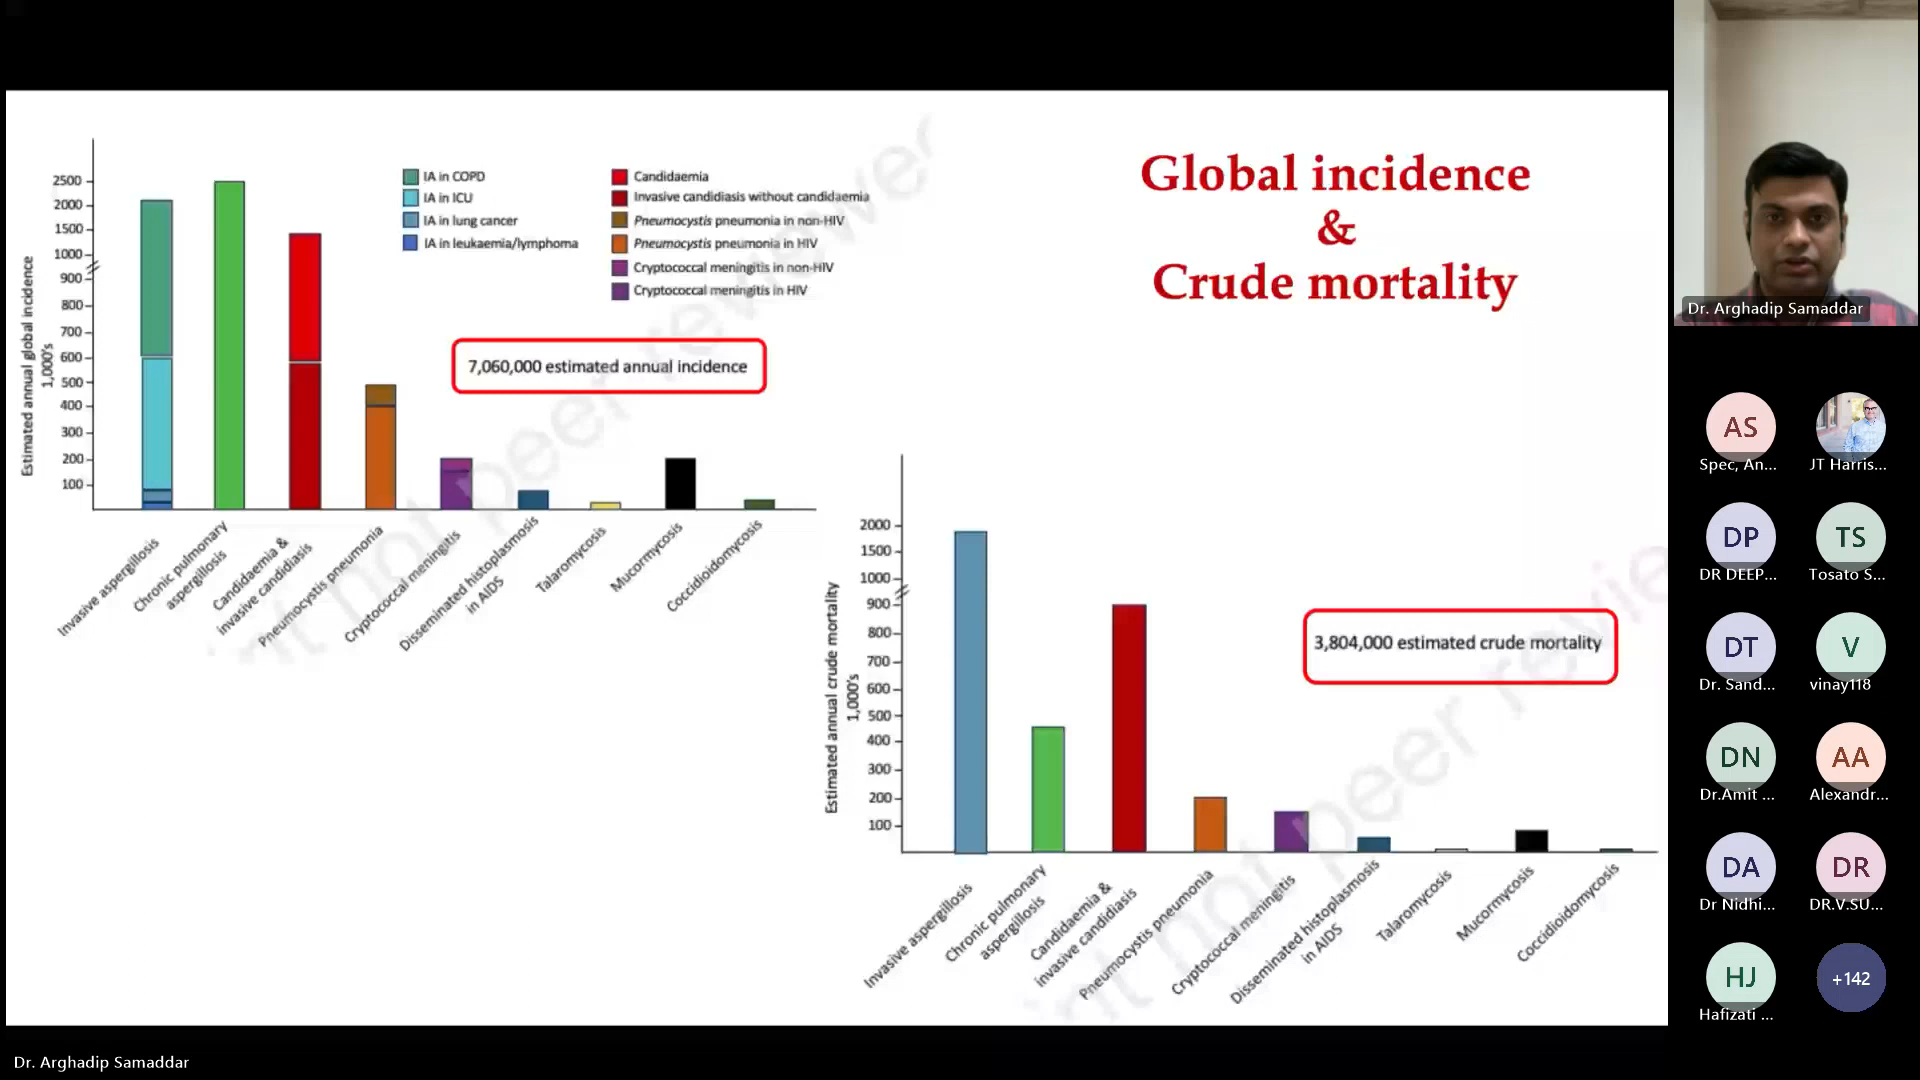 Global incidence
&
Crude mortality
Estimated annual global incidence
1,000's
2500
2000
1500
1000
900
800
700
600
500
400
300
200
100
IA in COPD
IA in ICU
IA in lung cancer
IA in leukaemia/lymphoma
Candidaemia
Invasive candidiasis without candidaemia
Pneumocystis pneumonia in non-HIV
Pneumocystis pneumonia in HIV
Cryptococcal meningitis in non-HIV
Cryptococcal meningitis in HIV
7,060,000 estimated annual incidence
Invasive aspergillosis
Chronic pulmonary
aspergillosis
Candidaemia &
invasive candidiasis
Pneumocystis pneumonia
Cryptococcal meningitis
Disseminated histoplasmosis
in AIDS
Talaromycosis
Mucormycosis
Coccidioidomycosis
Estimated annual crude mortality
1,000's
2000
1500
1000
900
800
700
600
500
400
300
200
100
3,804,000 estimated crude mortality
Invasive aspergillosis
Chronic pulmonary
aspergillosis
Candidaemia &
invasive candidiasis
Pneumocystis pneumonia
Cryptococcal meningitis
Disseminated histoplasmosis
in AIDS
Talaromycosis
Mucormycosis
Coccidioidomycosis
not peer reviewed
not peer revie
Dr. Arghadip Samaddar
AS
Spec, An...
JT Harris...
DP
DR DEEP...
TS
Tosato S...
DT
Dr. Sand...
V
vinay118
DN
Dr.Amit ...
AA
Alexandr...
DA
Dr Nidhi...
DR
DR.V.SU...
HJ
Hafizati ...
+142
Dr. Arghadip Samaddar